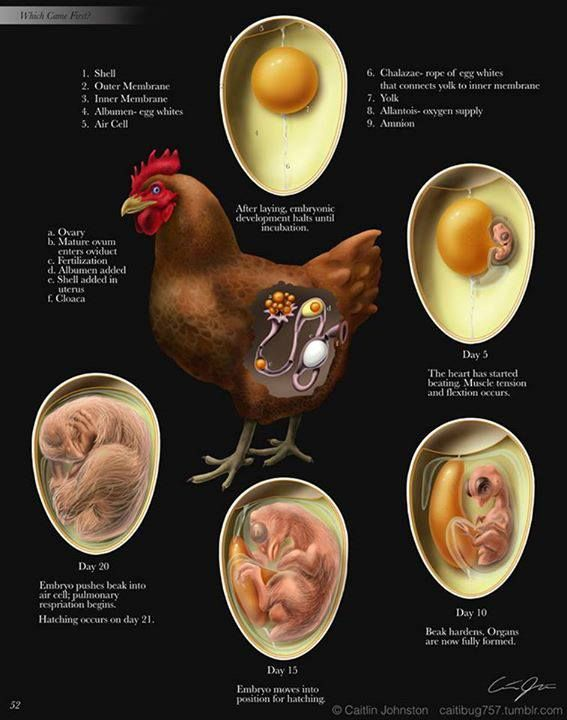 Which Came First?
1. Shell
2. Outer Membrane
3. Inner Membrane
4. Albumen- egg whites
5. Air Cell
6. Chalazae- rope of egg whites
that connects yolk to inner membrane
7. Yolk
8. Allantois- oxygen supply
9. Amnion
After laying, embryonic
development halts until
incubation.
a. Ovary
b. Mature ovum
enters oviduct
c. Fertilization
d. Albumen added
e. Shell added in
uterus
f. Cloaca
Day 5
The heart has started
beating. Muscle tension
and flextion occurs.
Day 10
Beak hardens. Organs
are now fully formed.
Day 15
Embryo moves into
position for hatching.
Day 20
Embryo pushes beak into
air cell; pulmonary
respriation begins.
Hatching occurs on day 21.
52
© Caitlin Johnston caitibug757.tumblr.com